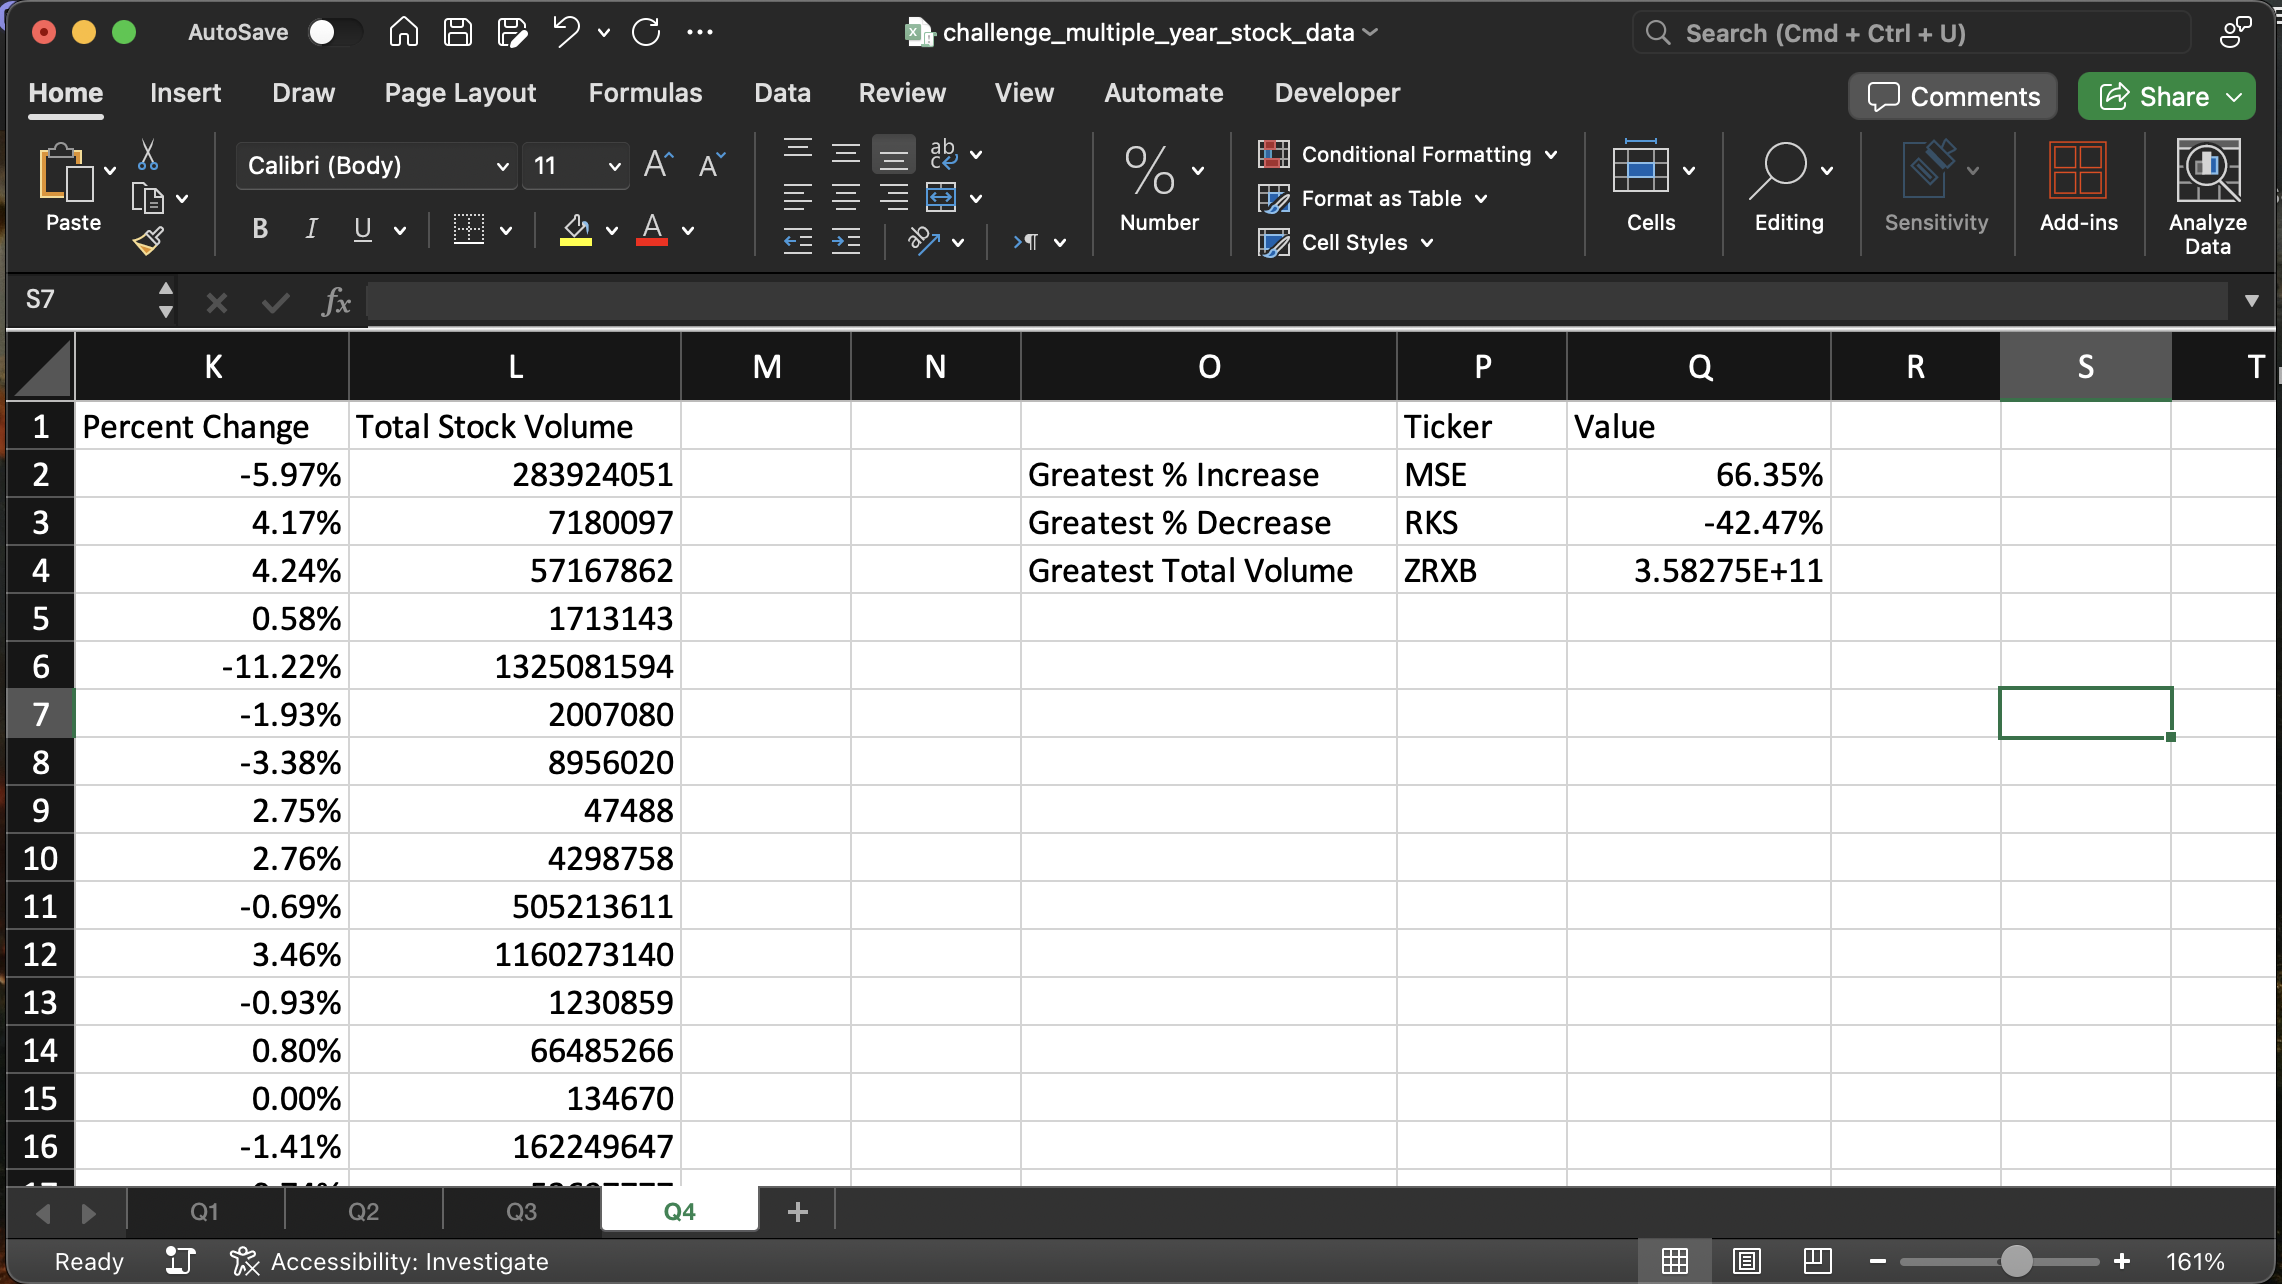 AutoSave challenge_multiple_year_stock_data Search (Cmd + Ctrl + U)
Home Insert Draw Page Layout Formulas Data Review View Automate Developer Comments Share
Paste
Calibri (Body) 11
B I U
Number
Conditional Formatting
Format as Table
Cell Styles
Cells
Editing
Sensitivity
Add-ins
Analyze
Data
S7 fx
K L M N O P Q R S T
1 Percent Change Total Stock Volume Ticker Value
2 -5.97% 283924051 Greatest % Increase MSE 66.35%
3 4.17% 7180097 Greatest % Decrease RKS -42.47%
4 4.24% 57167862 Greatest Total Volume ZRXB 3.58275E+11
5 0.58% 1713143
6 -11.22% 1325081594
7 -1.93% 2007080
8 -3.38% 8956020
9 2.75% 47488
10 2.76% 4298758
11 -0.69% 505213611
12 3.46% 1160273140
13 -0.93% 1230859
14 0.80% 66485266
15 0.00% 134670
16 -1.41% 162249647
Q1 Q2 Q3 Q4 +
Ready Accessibility: Investigate 161%